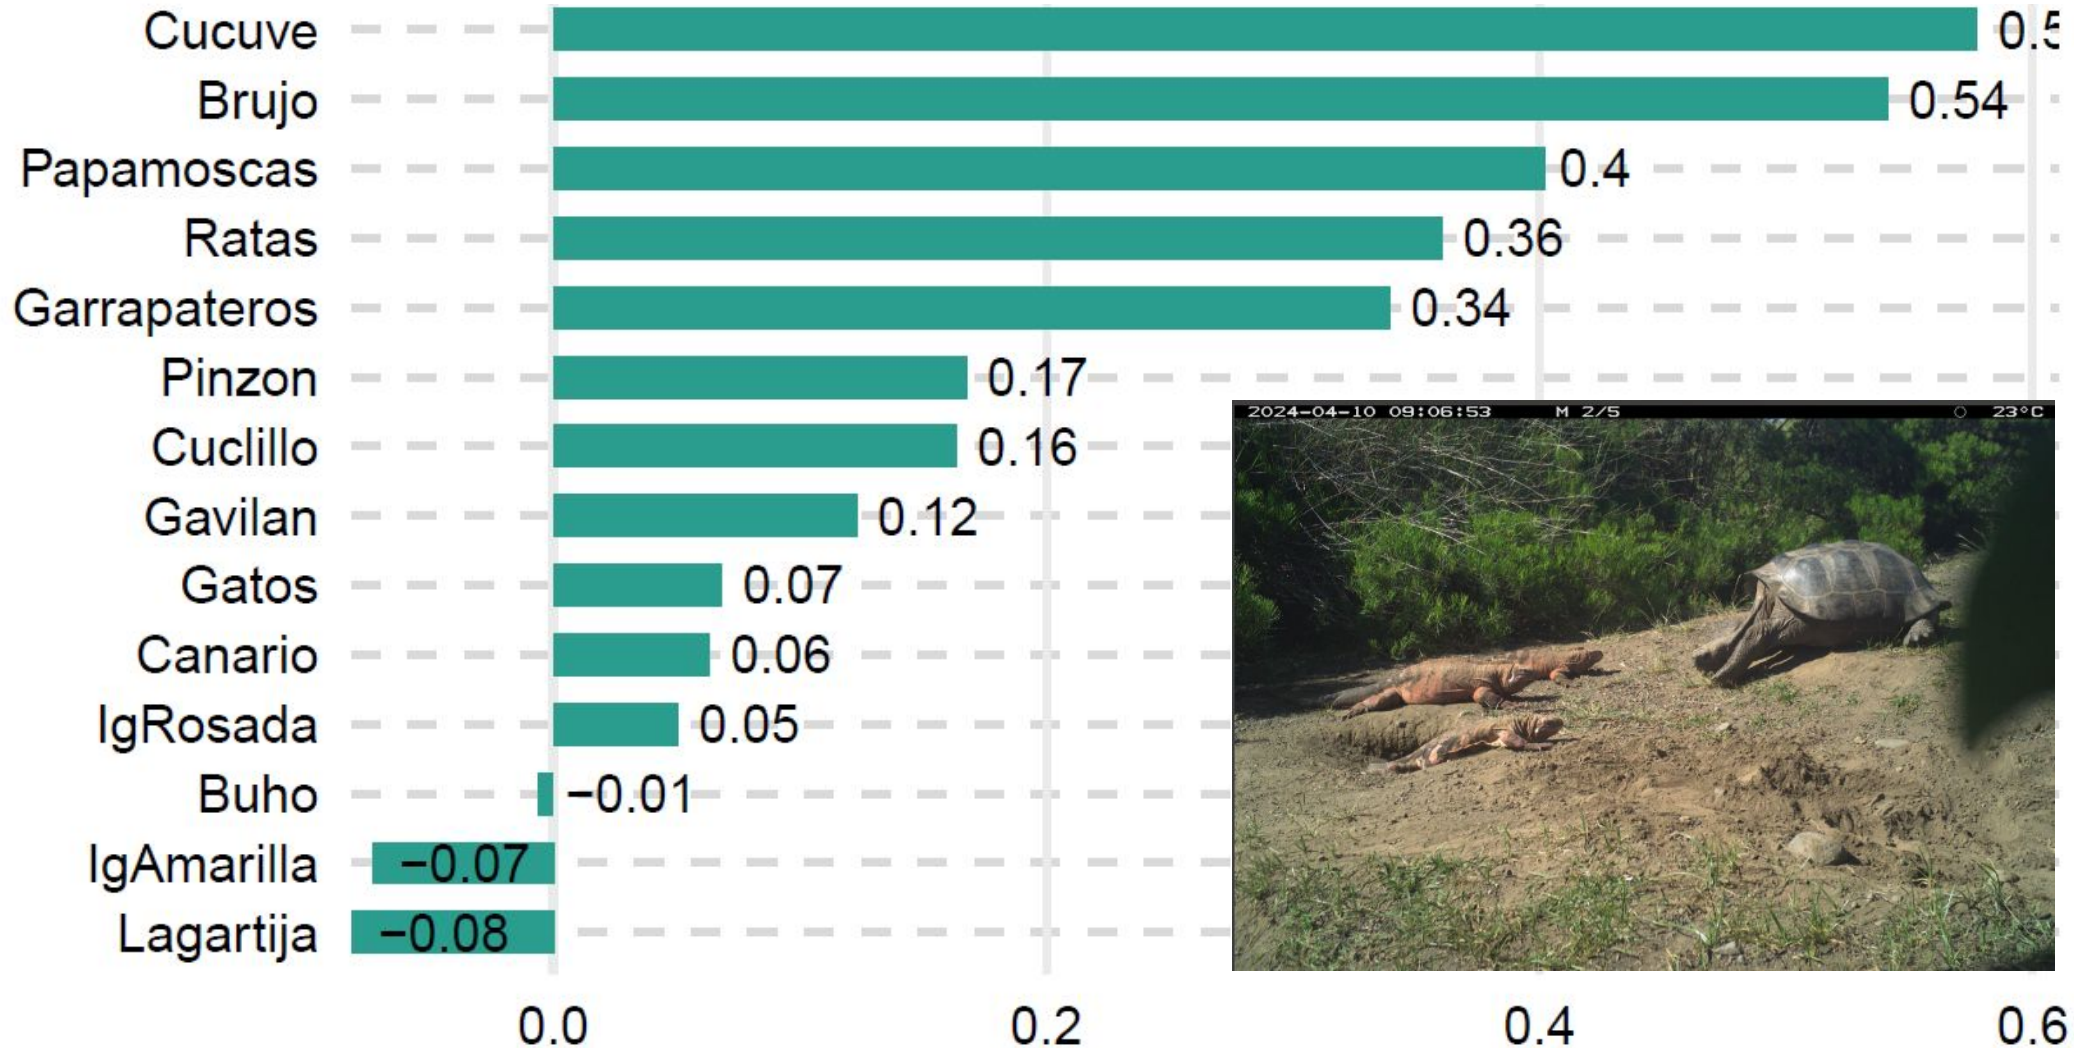 Cucuve
Brujo 0.54
Papamoscas 0.4
Ratas 0.36
Garrapateros 0.34
Pinzon 0.17
Cuclillo 0.16
Gavilan 0.12
Gatos 0.07
Canario 0.06
IgRosada 0.05
Buho −0.01
IgAmarilla −0.07
Lagartija −0.08
0.0 0.2 0.4 0.6
2024-04-10 09:06:53 M 2/5 23°C